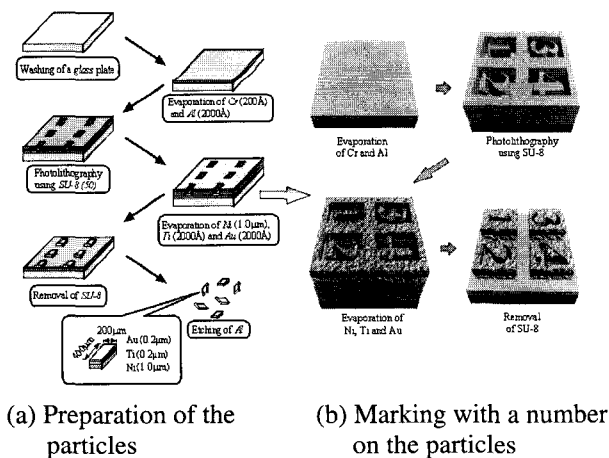 Washing of a glass plate
Evaporation of Cr (200Å)
and Al (2000Å)
Photolithography
using SU-8 (50)
Evaporation of Ni (1.0μm),
Ti (2000Å) and Au (2000Å)
Removal of SU-8
Etching of Al
200μm
400μm
Au (0.2μm)
Ti (0.2μm)
Ni (1.0μm)
(a) Preparation of the
particles
Evaporation
of Cr and Al
Photolithography
using SU-8
Evaporation of
Ni, Ti and Au
Removal
of SU-8
(b) Marking with a number
on the particles